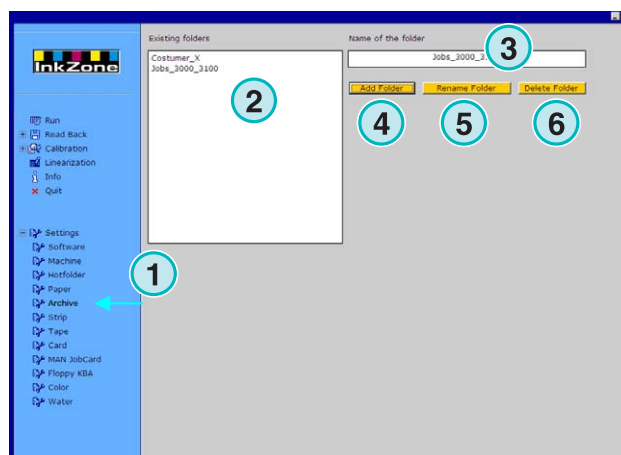 Existing folders
Name of the folder
InkZone
Costumer_X
Jobs_3000_3100
3
Add Folder
Rename Folder
Delete Folder
2
4
5
6
Run
Read Back
Calibration
Linearization
Info
Quit
Settings
Software
Machine
Hotfolder
Paper
Archive
Strip
Tape
Card
MAN JobCard
Floppy KBA
Color
Water
1